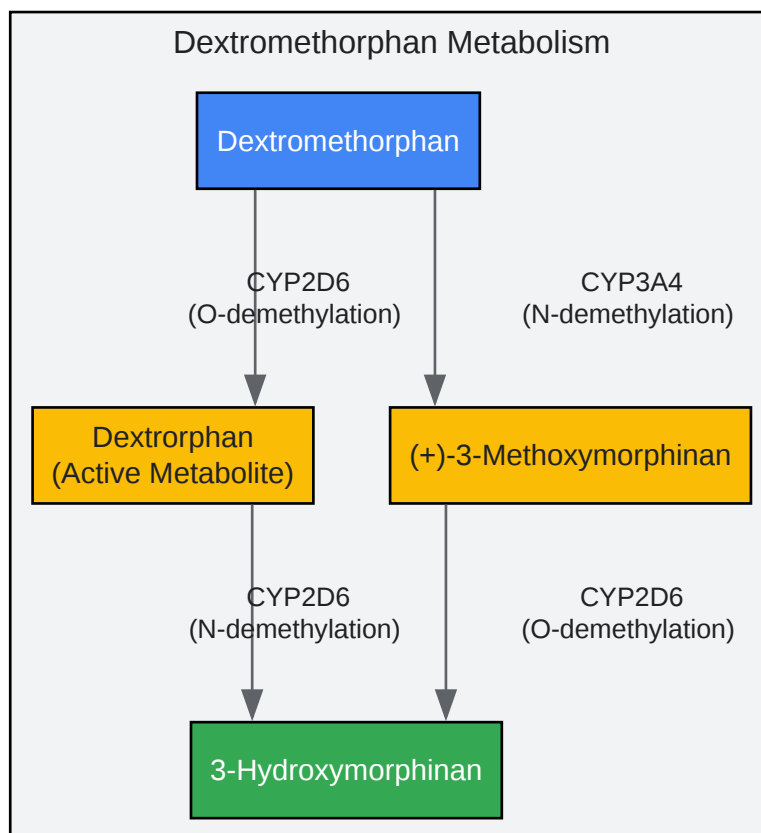 Dextromethorphan Metabolism
Dextromethorphan
CYP2D6
(O-demethylation)
CYP3A4
(N-demethylation)
Dextrorphan
(Active Metabolite)
(+)-3-Methoxymorphinan
CYP2D6
(N-demethylation)
CYP2D6
(O-demethylation)
3-Hydroxymorphinan